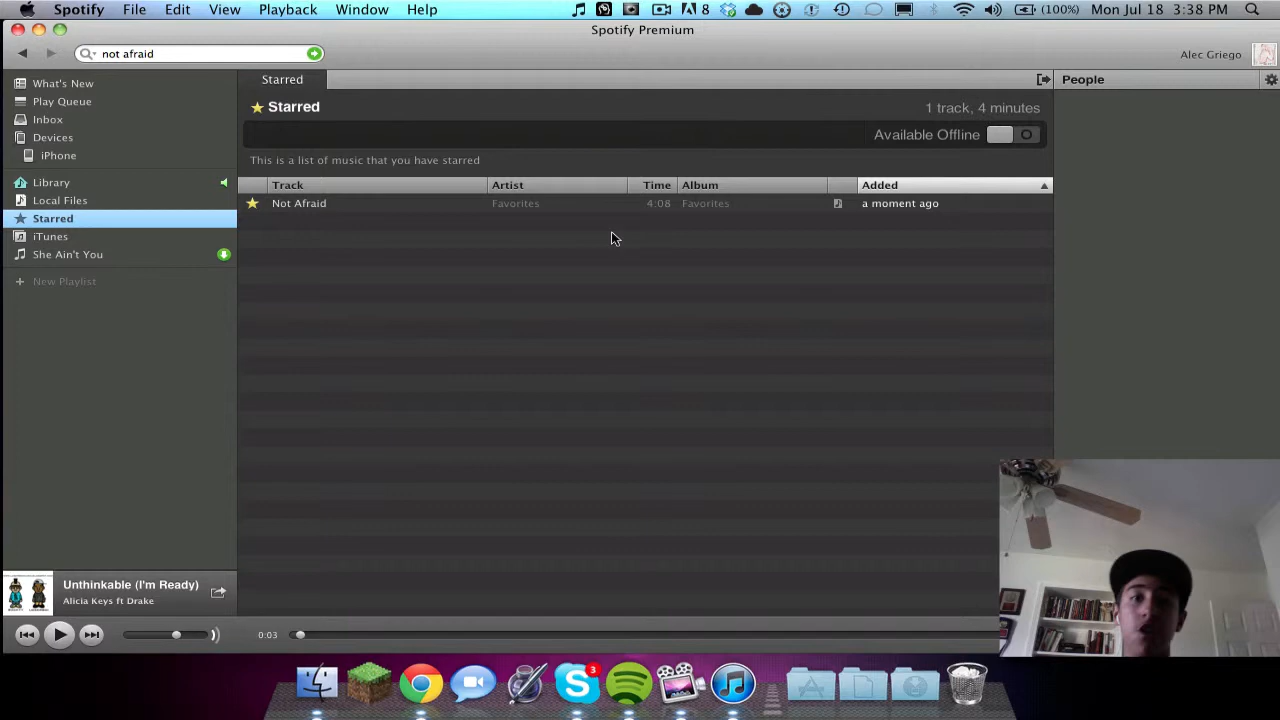 Spotify File Edit View Playback Window Help 8 (100%) Mon Jul 18 3:38 PM
Spotify Premium
not afraid Alec Griego
What's New
Play Queue
Inbox
Devices
iPhone
Library
Local Files
Starred
iTunes
She Ain't You
New Playlist
Starred
People
Starred 1 track, 4 minutes
Available Offline
This is a list of music that you have starred
Track Artist Time Album Added
Not Afraid Favorites 4:08 Favorites a moment ago
Unthinkable (I'm Ready)
Alicia Keys ft Drake
0:03
3